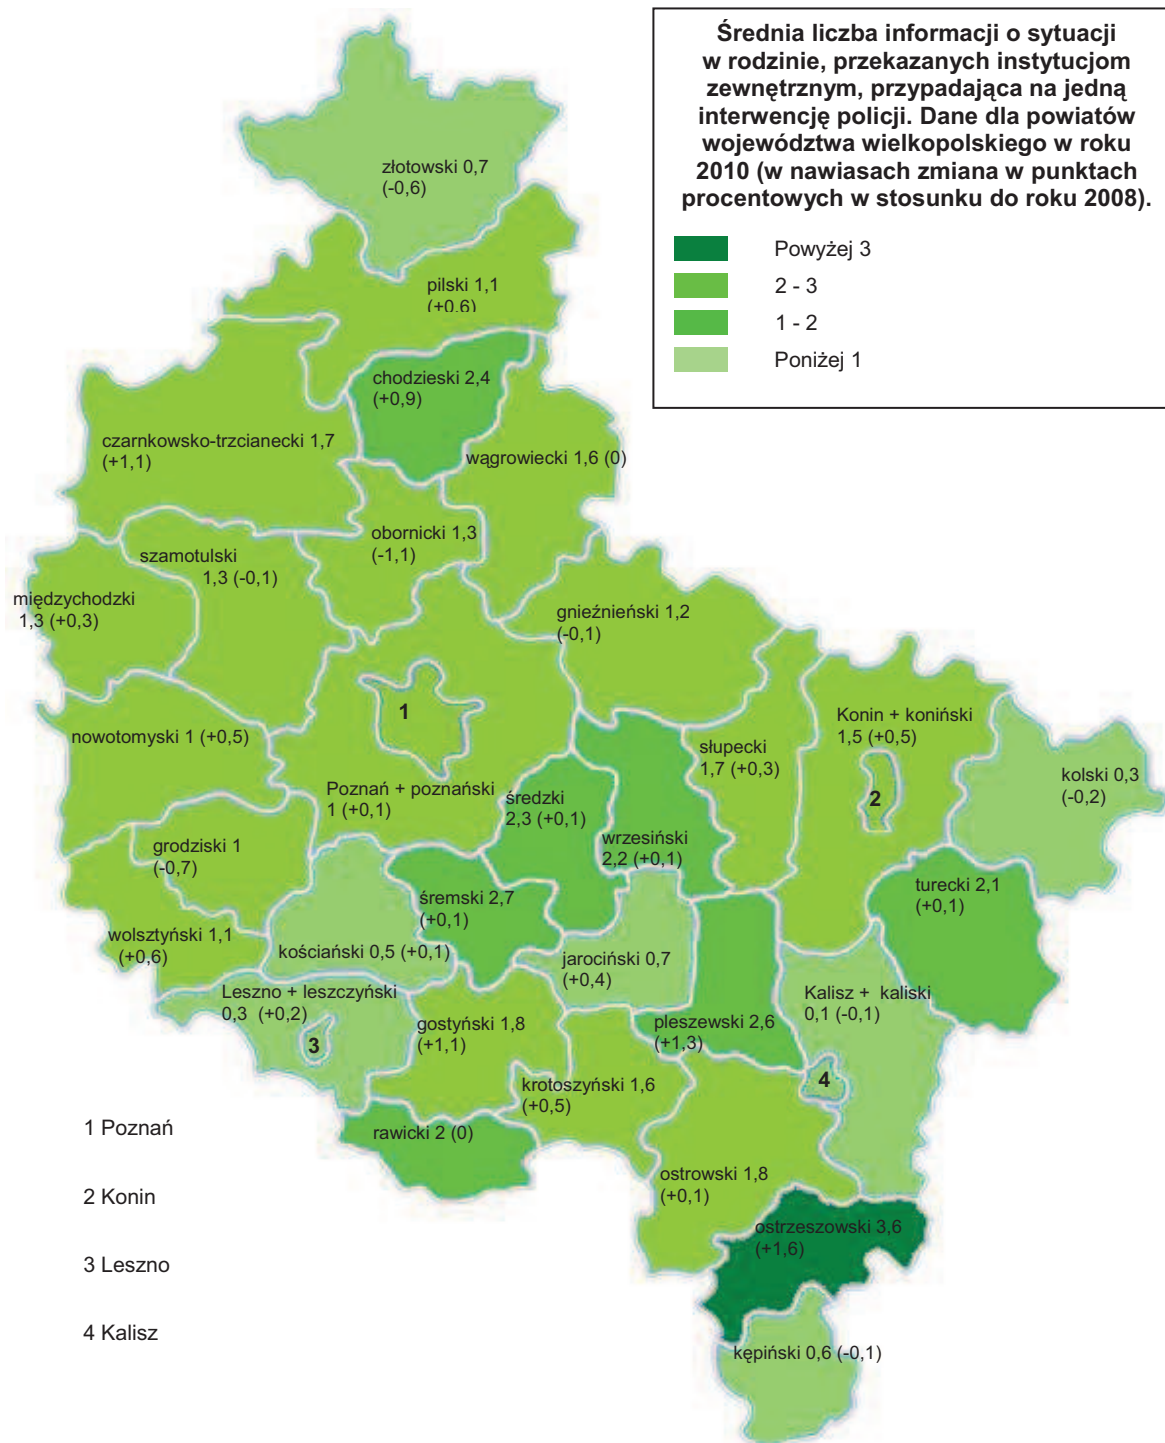 Średnia liczba informacji o sytuacji
w rodzinie, przekazanych instytucjom
zewnętrznym, przypadająca na jedną
interwencję policji. Dane dla powiatów
województwa wielkopolskiego w roku
2010 (w nawiasach zmiana w punktach
procentowych w stosunku do roku 2008).
Powyżej 3
2 - 3
1 - 2
Poniżej 1
złotowski 0,7
(-0,6)
pilski 1,1
(+0,6)
chodzieski 2,4
(+0,9)
czarnkowsko-trzcianecki 1,7
(+1,1)
wągrowiecki 1,6 (0)
obornicki 1,3
(-1,1)
szamotulski
1,3 (-0,1)
międzychodzki
1,3 (+0,3)
gnieźnieński 1,2
(-0,1)
1
nowotomyski 1 (+0,5)
Konin + koniński
1,5 (+0,5)
słupecki
1,7 (+0,3)
kolski 0,3
(-0,2)
Poznań + poznański
1 (+0,1)
średzki
2,3 (+0,1)
2
wrzesiński
2,2 (+0,1)
grodziski 1
(-0,7)
turecki 2,1
(+0,1)
śremski 2,7
(+0,1)
wolsztyński 1,1
(+0,6)
kościański 0,5 (+0,1)
jarociński 0,7
(+0,4)
Leszno + leszczyński
0,3 (+0,2)
Kalisz + kaliski
0,1 (-0,1)
3
gostyński 1,8
(+1,1)
pleszewski 2,6
(+1,3)
4
krotoszyński 1,6
(+0,5)
rawicki 2 (0)
ostrowski 1,8
(+0,1)
ostrzeszowski 3,6
(+1,6)
kępiński 0,6 (-0,1)
1 Poznań
2 Konin
3 Leszno
4 Kalisz